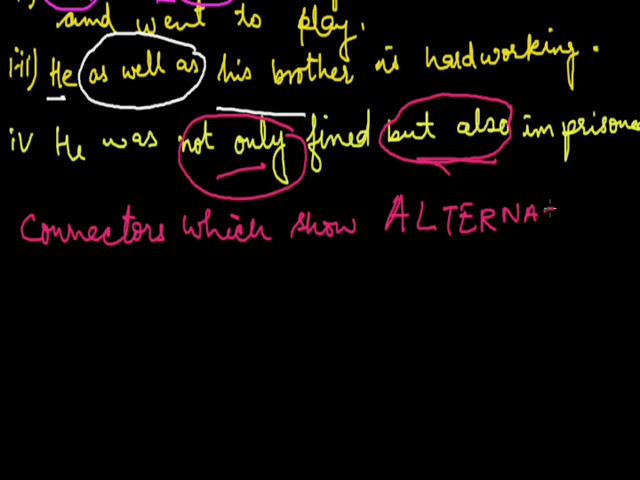 and went to play.
iii) He as well as his brother is hardworking.
iv He was not only fined but also imprisone
Connectors which show ALTERNA